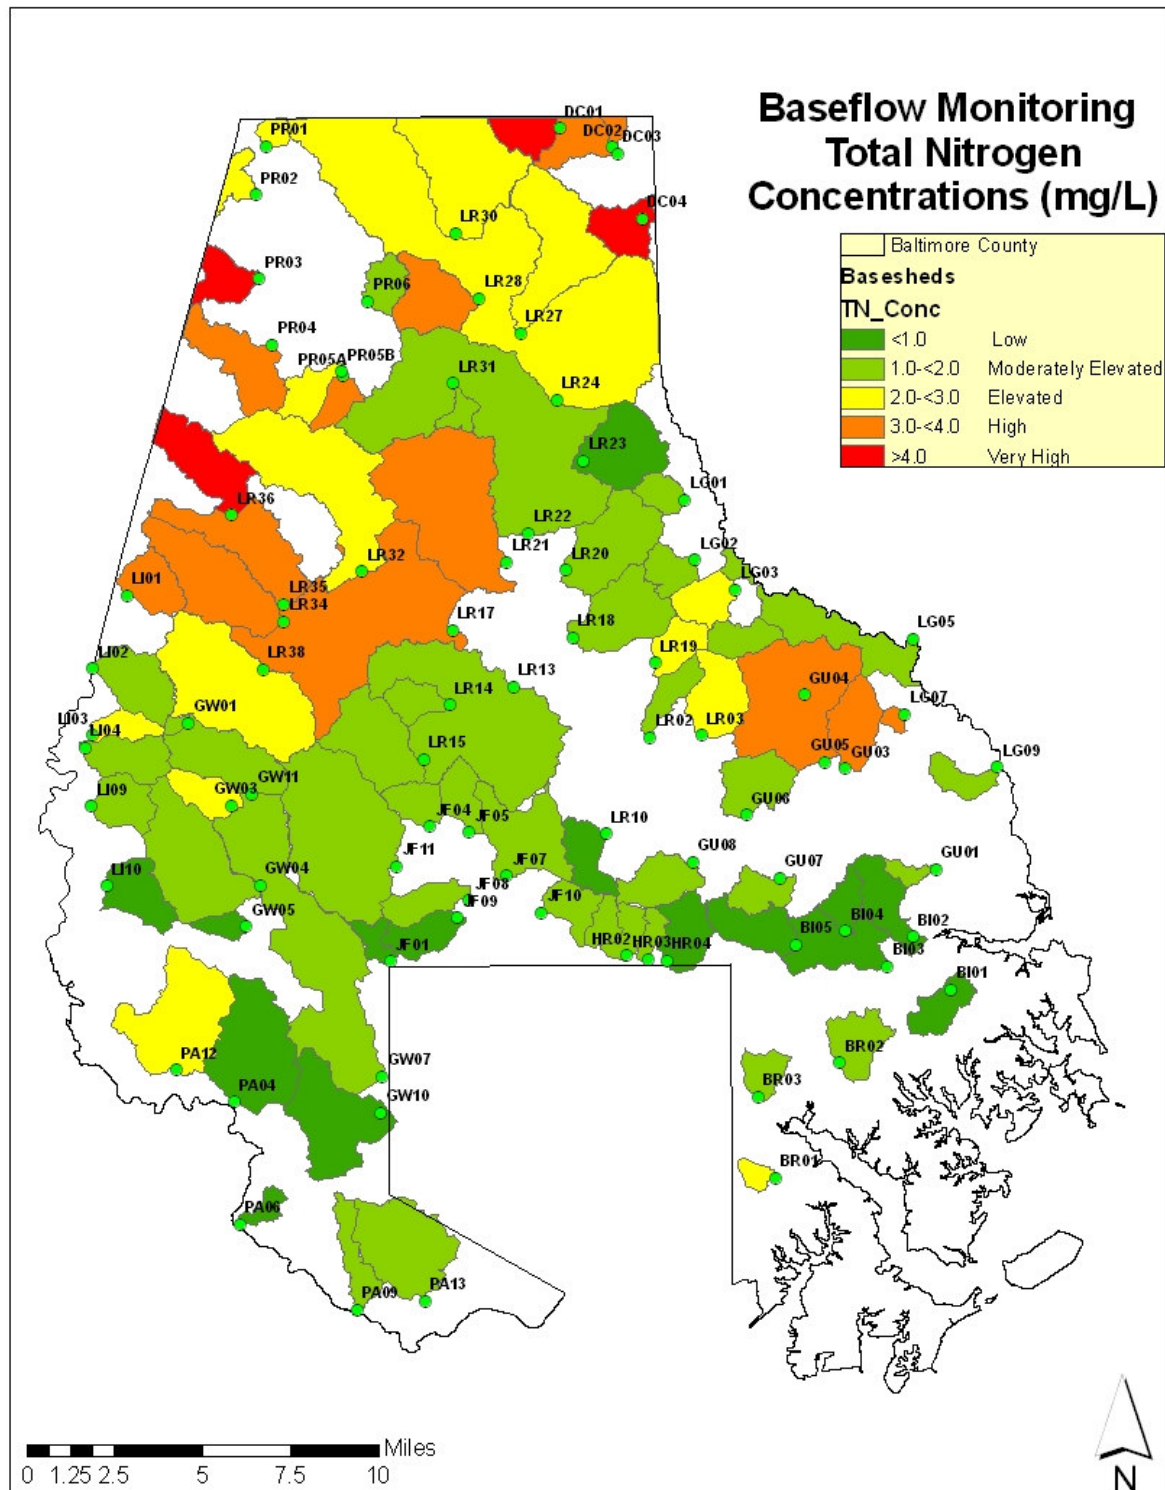 Baseflow Monitoring
Total Nitrogen
Concentrations (mg/L)
Baltimore County
Basesheds
TN_Conc
<1.0 Low
1.0-<2.0 Moderately Elevated
2.0-<3.0 Elevated
3.0-<4.0 High
>4.0 Very High
DC01
PR01
DC02
DC03
PR02
DC04
LR30
PR03
PR06
LR28
LR27
PR04
PR05A
PR05B
LR31
LR24
LR23
LR36
LG01
LR22
LR21
LR20
LG02
LR32
LG03
LI01
LR35
LR34
LR17
LR18
LG05
LR38
LR19
LI02
LR13
GU04
LR14
LG07
LI03
LI04
GW01
LR02
LR03
LR15
GU05
GU03
LG09
GW11
GW03
LI09
GU06
JF04
JF05
LR10
JF11
JF07
GU08
GU07
GU01
LI10
GW04
JF08
JF09
JF10
GW05
BI04
BI02
BI05
JF01
HR02
HR03
HR04
BI03
BI01
BR02
PA12
GW07
BR03
PA04
GW10
BR01
PA06
PA09
PA13
Miles
0 1.25 2.5 5 7.5 10
N